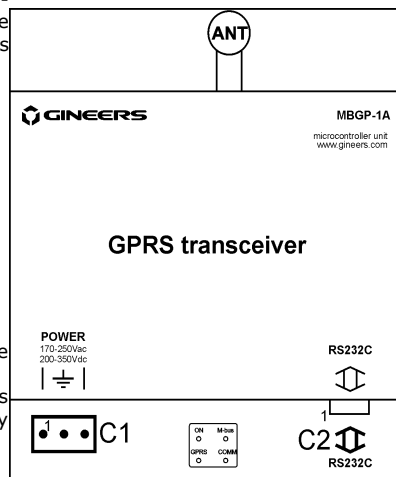 ANT
GINEERS
MBGP-1A
microcontroller unit
www.gineers.com
GPRS transceiver
POWER
170-250Vac
200-350Vdc
RS232C
1
C1
ON M-bus
GPRS COMM
1
C2
RS232C
e
s
e
s
y